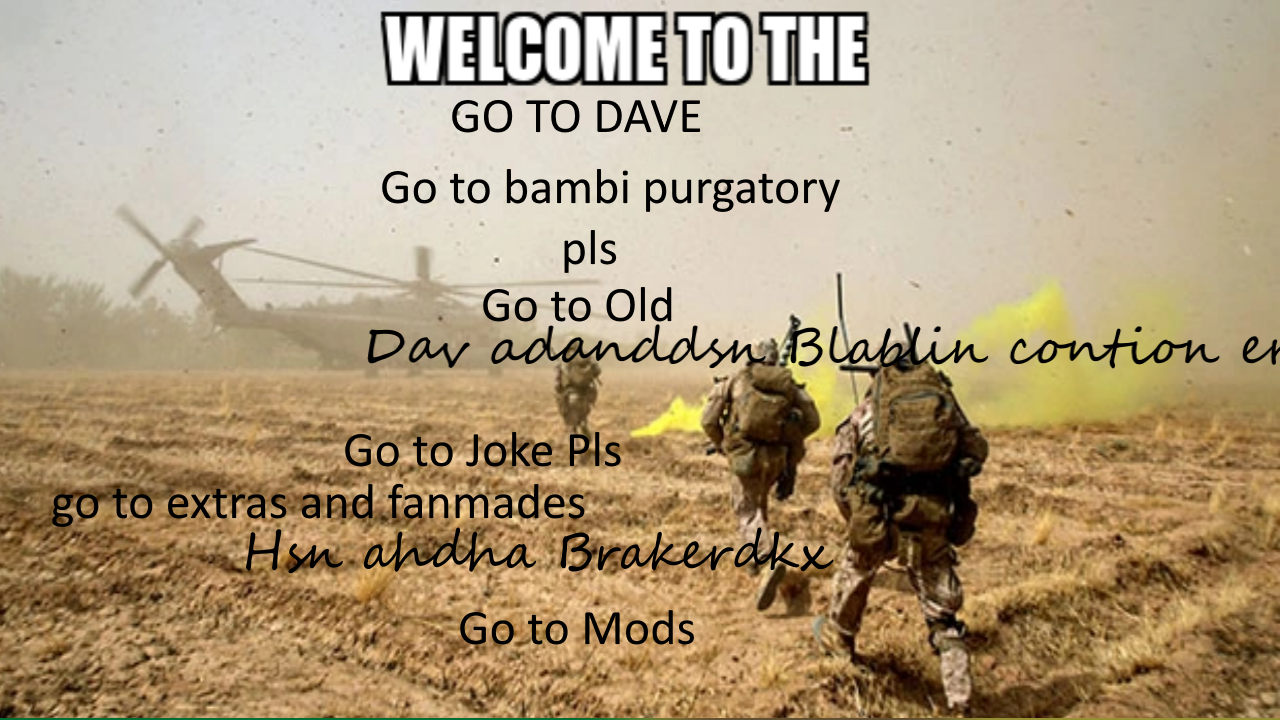 WELCOME TO THE
GO TO DAVE
Go to bambi purgatory
pls
Go to Old
Dav adanddsn Blablin contion er
Go to Joke Pls
go to extras and fanmades
Hsn ahdha Brakerdkx
Go to Mods